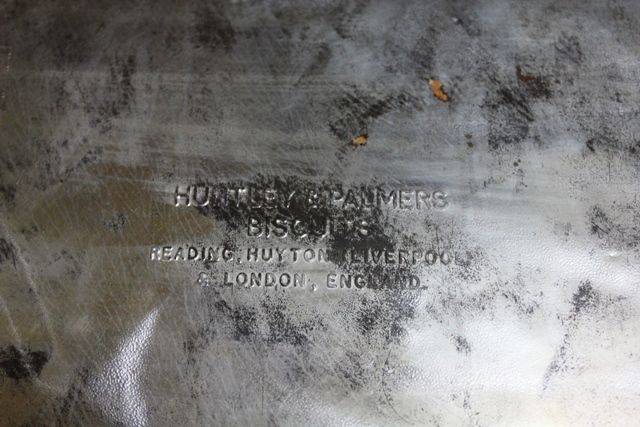 HUNTLEY & PALMERS
BISCUITS
READING, HUYTON, LIVERPOOL
& LONDON, ENGLAND.